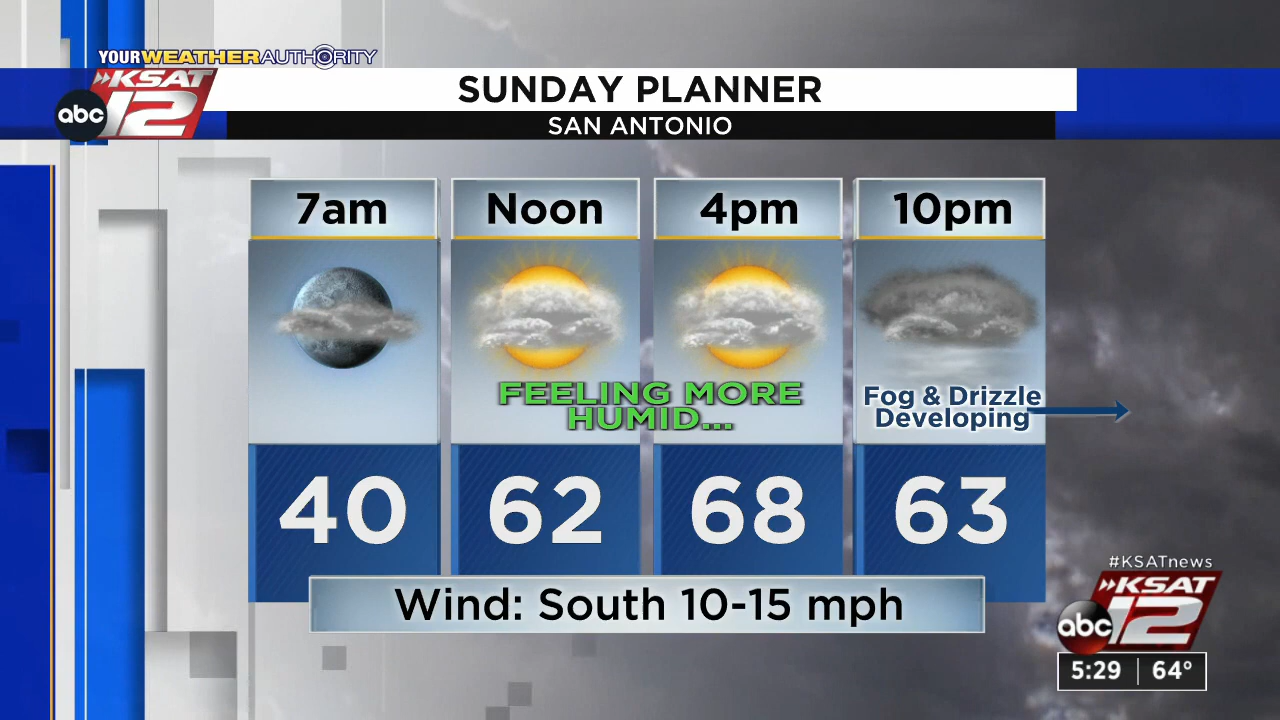 YOURWEATHERAUTHORITY
KSAT
abc 12
SUNDAY PLANNER
SAN ANTONIO
7am Noon 4pm 10pm
FEELING MORE
HUMID...
Fog & Drizzle
Developing
40 62 68 63
Wind: South 10-15 mph
#KSATnews
KSAT
abc 12
5:29 64°